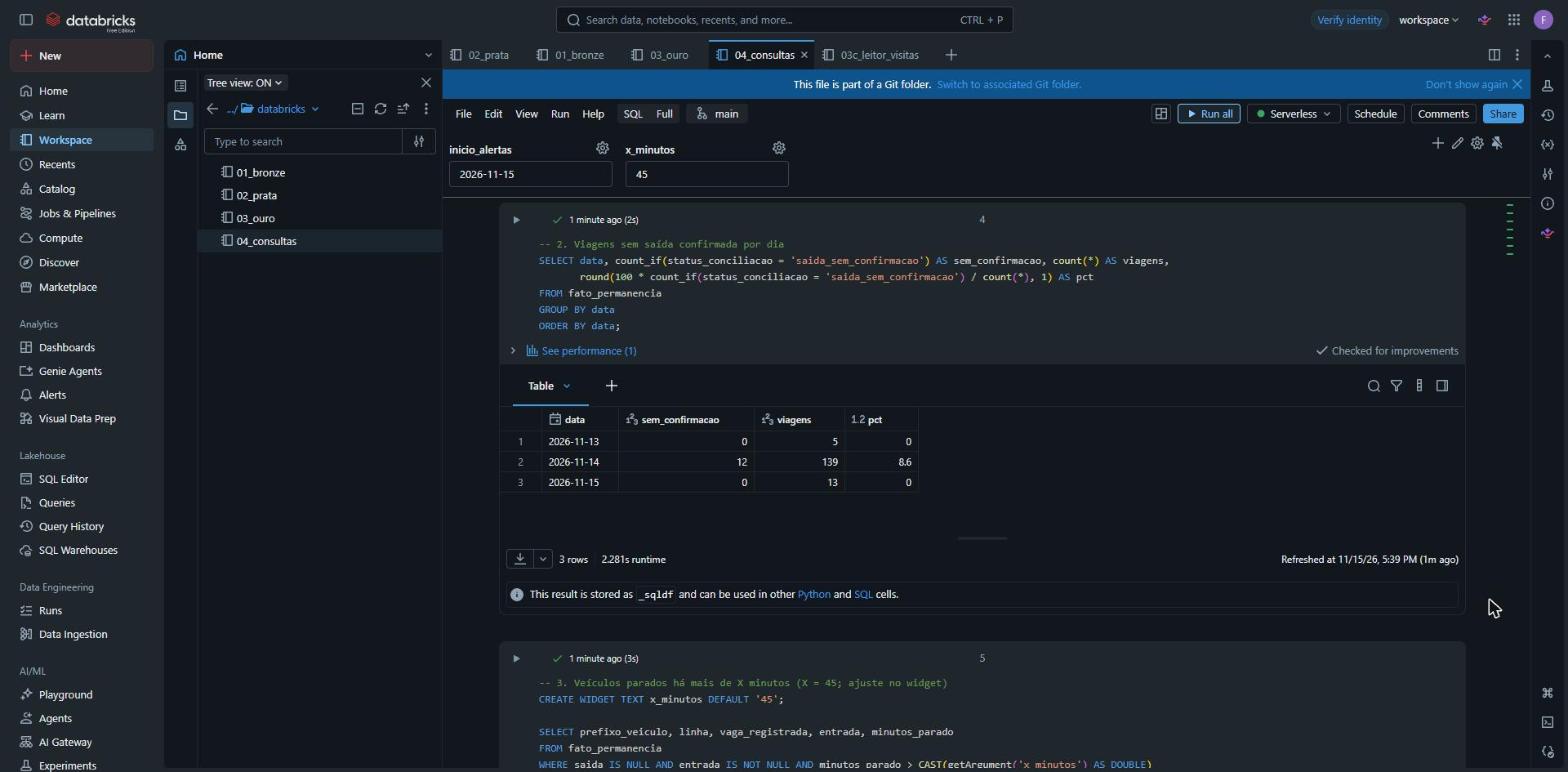 databricks
Free Edition
Search data, notebooks, recents, and more...
CTRL + P
Verify identity
workspace
F
New
Home
Learn
Workspace
Recents
Catalog
Jobs & Pipelines
Compute
Discover
Marketplace
Analytics
Dashboards
Genie Agents
Alerts
Visual Data Prep
Lakehouse
SQL Editor
Queries
Query History
SQL Warehouses
Data Engineering
Runs
Data Ingestion
AI/ML
Playground
Agents
AI Gateway
Experiments
Home
Tree view: ON
../ databricks
Type to search
01_bronze
02_prata
03_ouro
04_consultas
02_prata
01_bronze
03_ouro
04_consultas
03c_leitor_visitas
This file is part of a Git folder. Switch to associated Git folder.
Don't show again
File Edit View Run Help SQL Full main
Run all
Serverless
Schedule
Comments
Share
inicio_alertas
x_minutos
2026-11-15
45
1 minute ago (2s)
4
-- 2. Viagens sem saída confirmada por dia
SELECT data, count_if(status_conciliacao = 'saida_sem_confirmacao') AS sem_confirmacao, count(*) AS viagens,
round(100 * count_if(status_conciliacao = 'saida_sem_confirmacao') / count(*), 1) AS pct
FROM fato_permanencia
GROUP BY data
ORDER BY data;
See performance (1)
Checked for improvements
Table
data sem_confirmacao viagens 1.2 pct
1 2026-11-13 0 5 0
2 2026-11-14 12 139 8.6
3 2026-11-15 0 13 0
3 rows 2.281s runtime
Refreshed at 11/15/26, 5:39 PM (1m ago)
This result is stored as _sqldf and can be used in other Python and SQL cells.
1 minute ago (3s)
5
-- 3. Veículos parados há mais de X minutos (X = 45; ajuste no widget)
CREATE WIDGET TEXT x_minutos DEFAULT '45';
SELECT prefixo_veiculo, linha, vaga_registrada, entrada, minutos_parado
FROM fato_permanencia
WHERE saida IS NULL AND entrada IS NOT NULL AND minutos_parado > CAST(getArgument('x_minutos') AS DOUBLE)